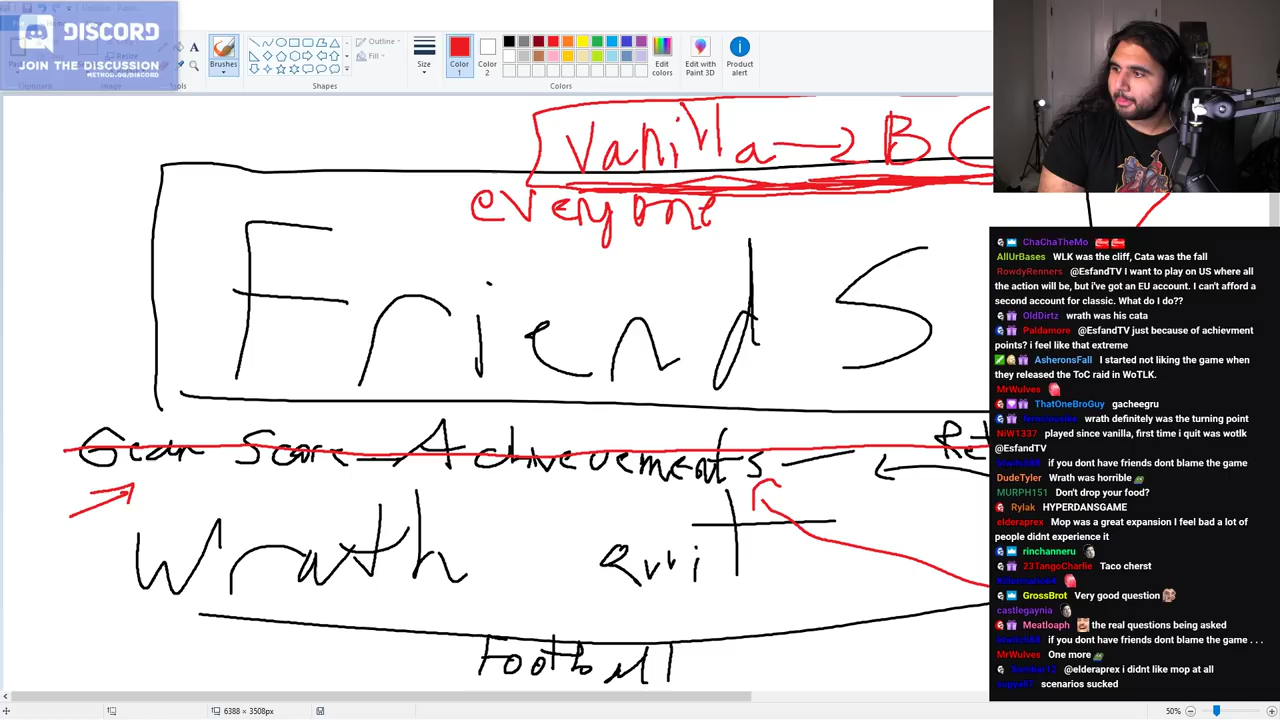 DISCORD
JOIN THE DISCUSSION
METHOD.GG/DISCORD
Tools
Brushes
Shapes
Outline
Fill
Size
Color 1
Color 2
Colors
Edit colors
Edit with Paint 3D
Product alert
Vanilla → BC
everyone
Friends
Gear Score — Achievements — Ret
Wrath quit
Football
ChaChaTheMo
AllUrBases WLK was the cliff, Cata was the fall
RowdyRenners @EsfandTV I want to play on US where all
the action will be, but i've got an EU account. I can't afford a
second account for classic. What do I do??
OldDirtz wrath was his cata
Paldamore @EsfandTV just because of achievment
points? i feel like that extreme
AsheronsFall I started not liking the game when
they released the ToC raid in WoTLK.
MrWulves
ThatOneBroGuy gacheegru
wrath definitely was the turning point
NiW1337 played since vanilla, first time i quit was wotlk
@EsfandTV
if you dont have friends dont blame the game
DudeTyler Wrath was horrible
MURPH151 Don't drop your food?
Rylak HYPERDANSGAME
elderaprex Mop was a great expansion I feel bad a lot of
people didnt experience it
rinchanneru
23TangoCharlie Taco cherst
GrossBrot Very good question
castlegaynia
Meatloaph the real questions being asked
if you dont have friends dont blame the game . . .
MrWulves One more
@elderaprex i didnt like mop at all
scenarios sucked
6388 × 3508px
50%